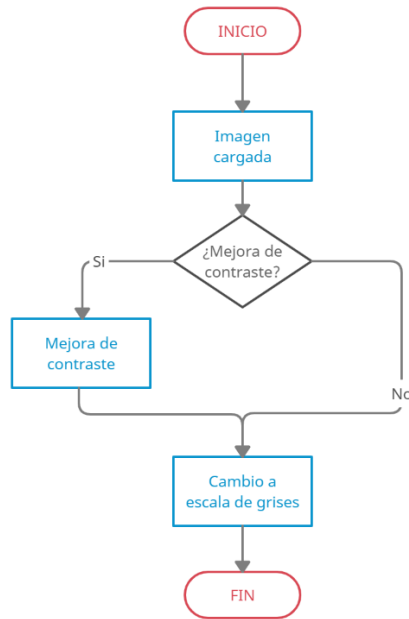 INICIO
Imagen
cargada
¿Mejora de
contraste?
Si
Mejora de
contraste
No
Cambio a
escala de grises
FIN